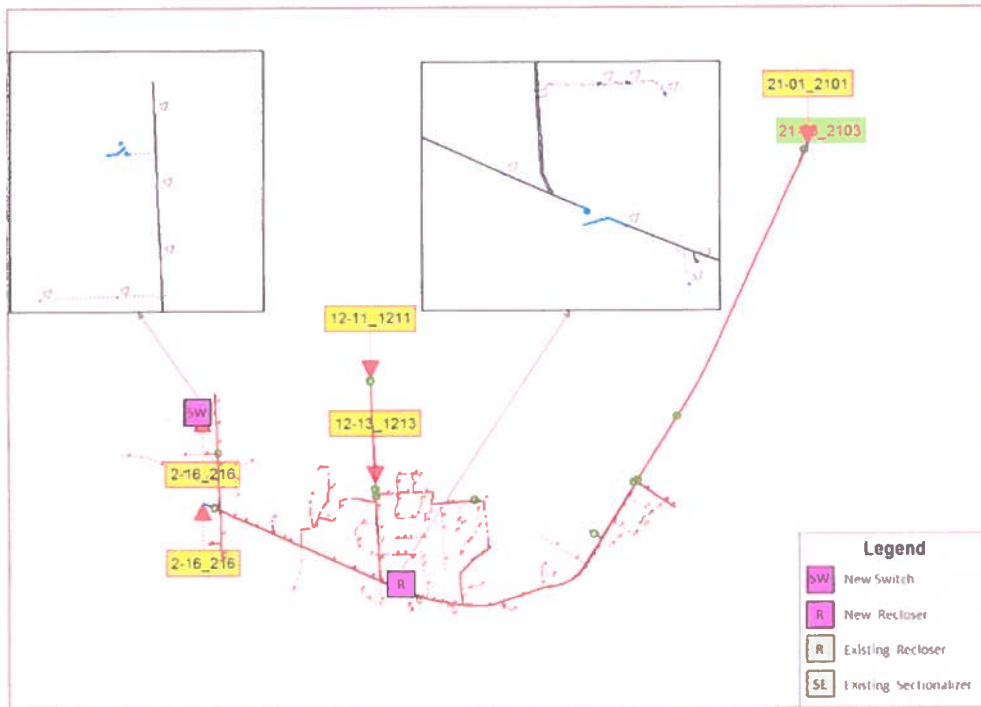 21-01_2101
12-11_1211
12-13_1213
SW
2-16_216
2-16_216
R
Legend
SW New Switch
R New Recloser
R Existing Recloser
SE Existing Sectionalizer